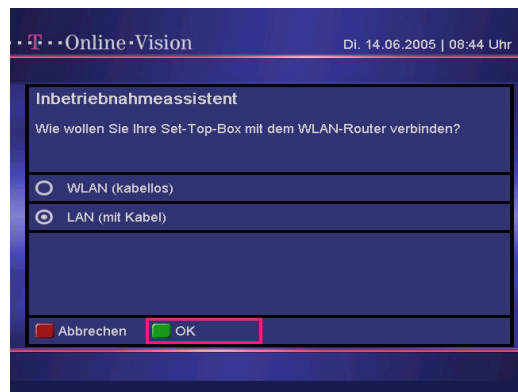 ··T··Online·Vision
Di. 14.06.2005 | 08:44 Uhr
Inbetriebnahmeassistent
Wie wollen Sie Ihre Set-Top-Box mit dem WLAN-Router verbinden?
WLAN (kabellos)
LAN (mit Kabel)
Abbrechen OK